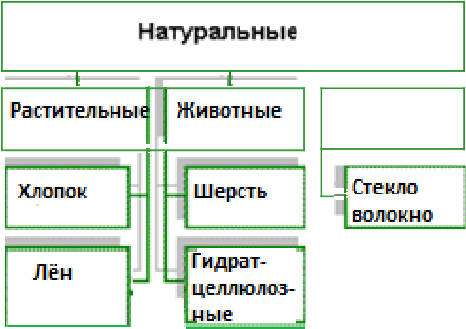 Натуральные
Растительные
Животные
Хлопок
Шерсть
Стекло
волокно
Лён
Гидрат-
целлюлоз-
ные